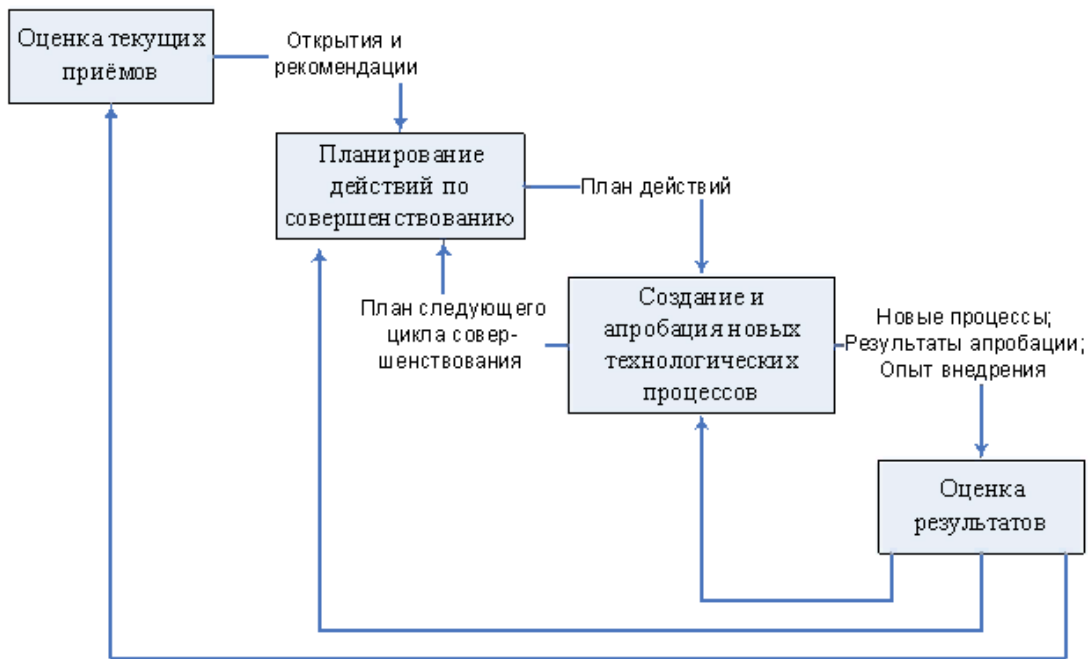 Оценка текущих
приёмов
Открытия и
рекомендации
Планирование
действий по
совершенствованию
План действий
План следующего
цикла совер-
шенствования
Создание и
апробация новых
технологических
процессов
Новые процессы;
Результаты апробации;
Опыт внедрения
Оценка
результатов